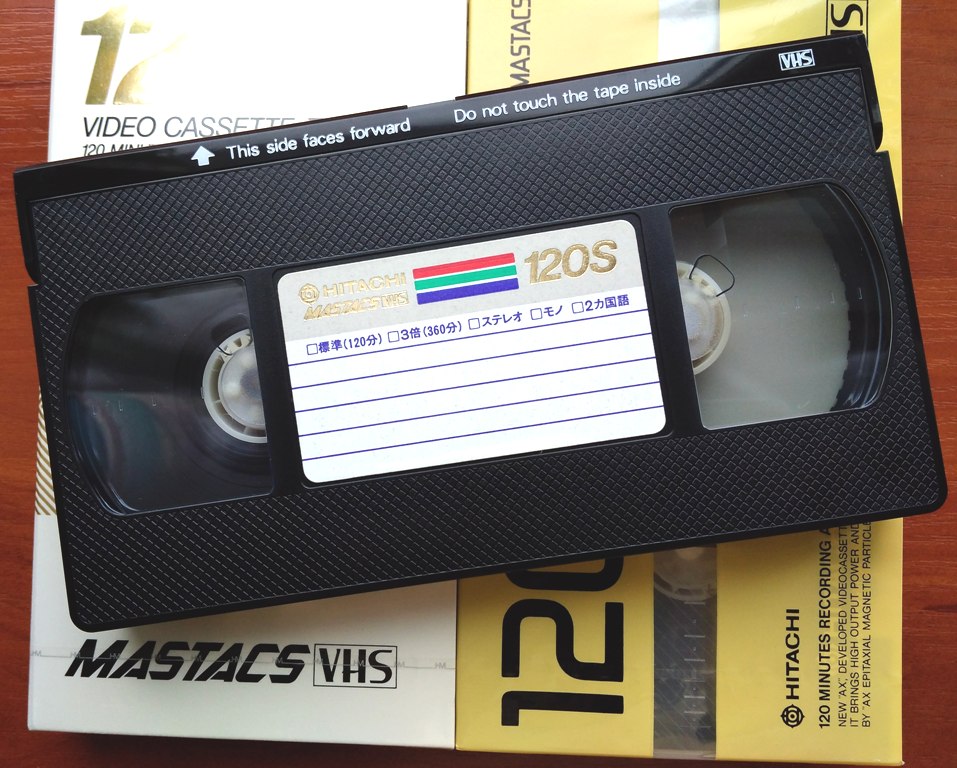 12
VIDEO CASSETTE
120
MASTACS
VHS
This side faces forward
Do not touch the tape inside
VHS
HITACHI
MASTACS VHS
120S
□標準(120分) □3倍(360分) □ステレオ □モノ □2カ国語
MASTACS VHS
120
HITACHI
120 MINUTES RECORDING
NEW "AX" DEVELOPED VIDEOCASSETTE
IT BRINGS HIGH OUTPUT POWER AND
BY "AX EPITAXIAL MAGNETIC